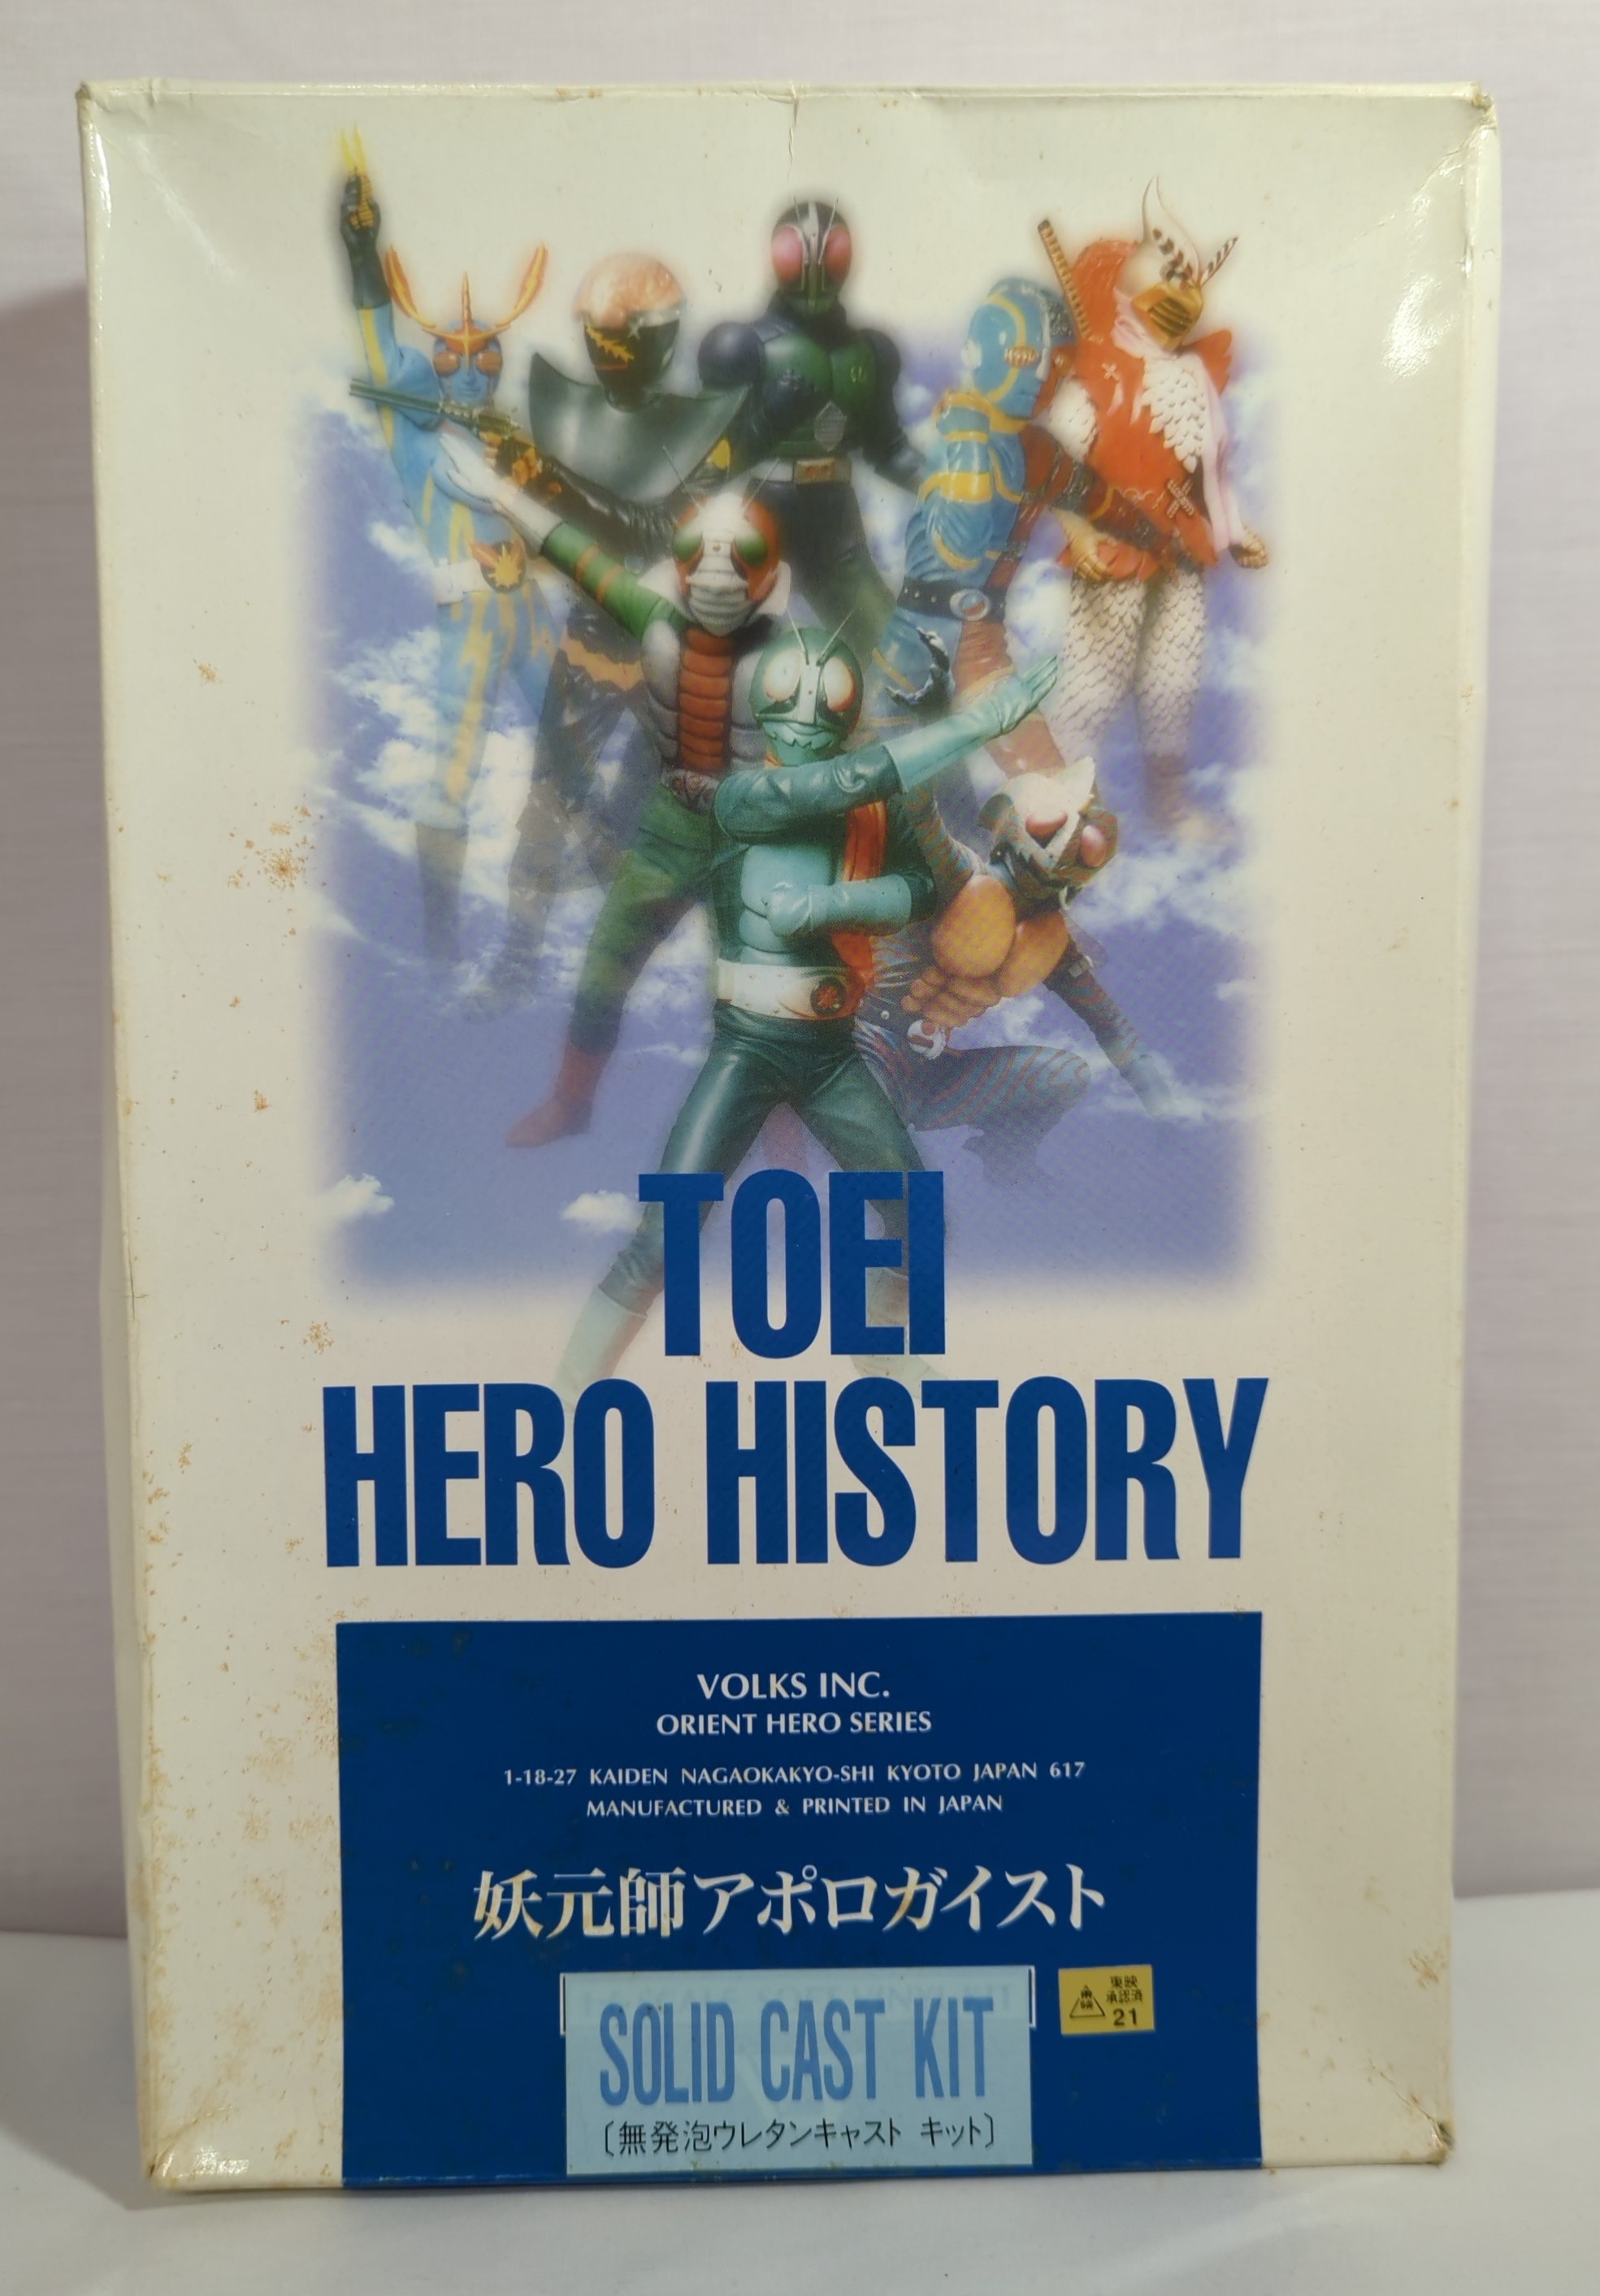 TOEI
HERO HISTORY
VOLKS INC.
ORIENT HERO SERIES
1-18-27 KAIDEN NAGAOKAKYO-SHI KYOTO JAPAN 617
MANUFACTURED & PRINTED IN JAPAN
妖元師アポロガイスト
SOLID CAST KIT
〔無発泡ウレタンキャスト キット〕
東映
承認済
21